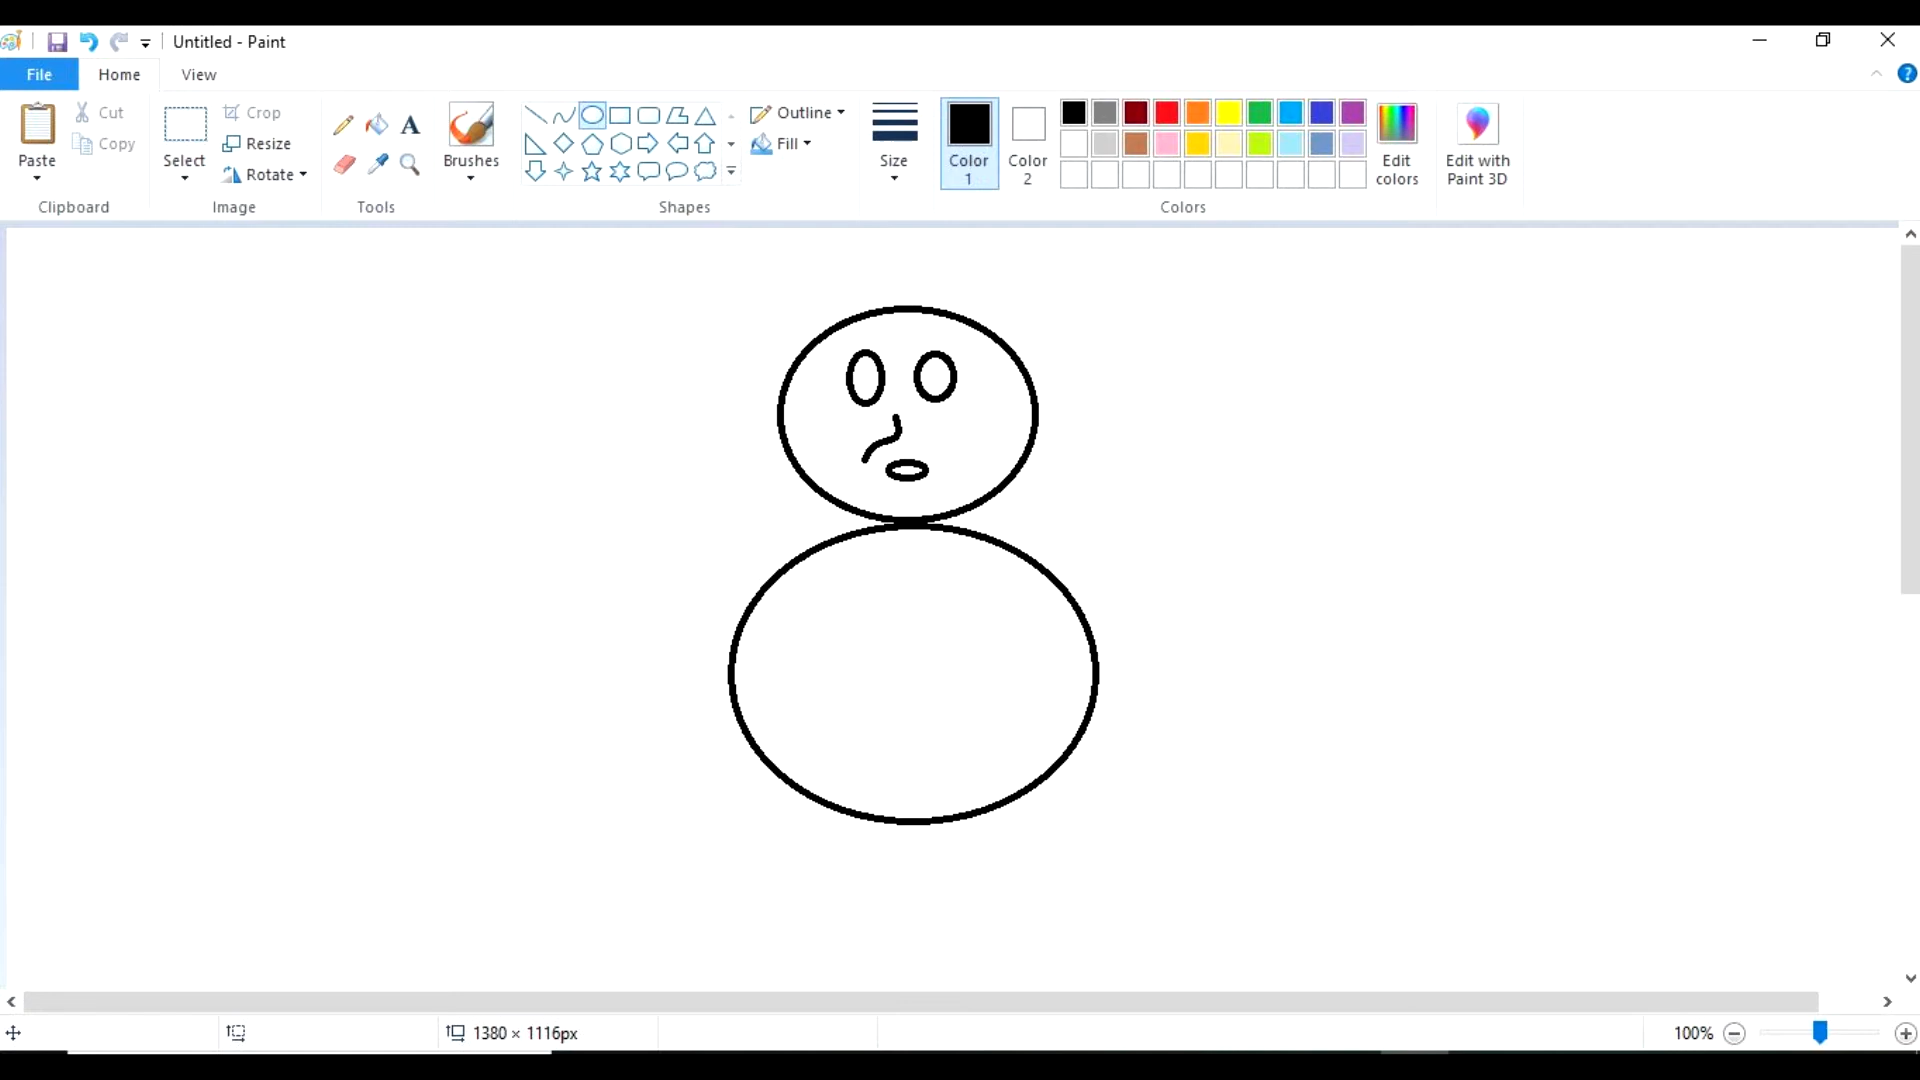 Untitled - Paint
File Home View
Paste
Cut
Copy
Clipboard
Select
Crop
Resize
Rotate
Image
A
Tools
Brushes
Shapes
Outline
Fill
Size
Color
1
Color
2
Colors
Edit
colors
Edit with
Paint 3D
1380 × 1116px
100%